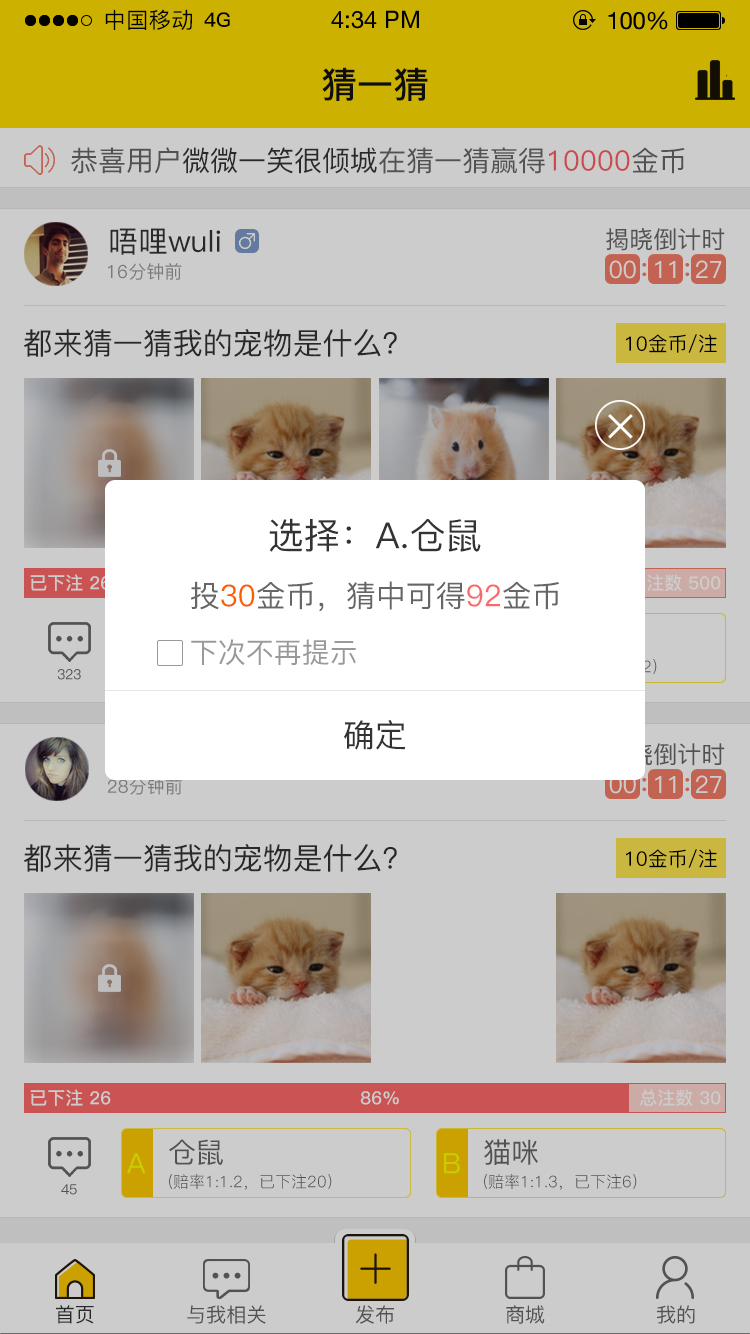 中国移动 4G 4:34 PM 100%
猜一猜
恭喜用户微微一笑很倾城在猜一猜赢得10000金币
唔哩wuli
揭晓倒计时
16分钟前
00:11:27
都来猜一猜我的宠物是什么?
10金币/注
选择：A.仓鼠
投30金币，猜中可得92金币
下次不再提示
确定
已下注 26
注数 500
323
2)
晓倒计时
28分钟前
00:11:27
都来猜一猜我的宠物是什么?
10金币/注
已下注 26 86% 总注数 30
45
A 仓鼠
(赔率1:1.2，已下注20)
B 猫咪
(赔率1:1.3，已下注6)
首页 与我相关 发布 商城 我的